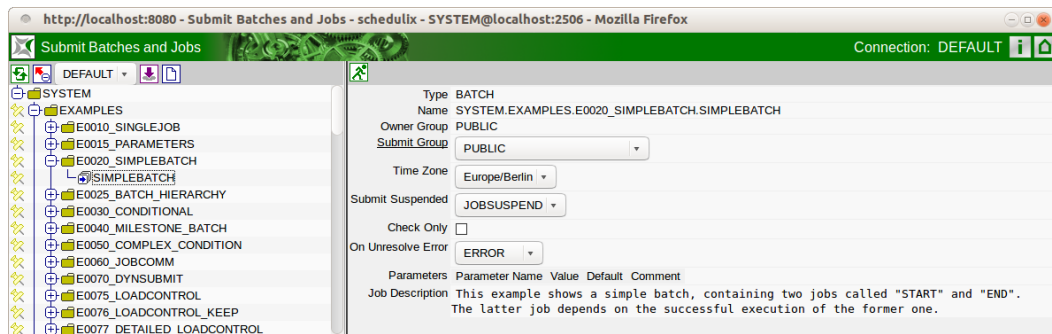 http://localhost:8080 - Submit Batches and Jobs - schedulix - SYSTEM@localhost:2506 - Mozilla Firefox
Submit Batches and Jobs
Connection: DEFAULT
DEFAULT
SYSTEM
EXAMPLES
E0010_SINGLEJOB
E0015_PARAMETERS
E0020_SIMPLEBATCH
SIMPLEBATCH
E0025_BATCH_HIERARCHY
E0030_CONDITIONAL
E0040_MILESTONE_BATCH
E0050_COMPLEX_CONDITION
E0060_JOBCOMM
E0070_DYNSUBMIT
E0075_LOADCONTROL
E0076_LOADCONTROL_KEEP
E0077_DETAILED_LOADCONTROL
Type BATCH
Name SYSTEM.EXAMPLES.E0020_SIMPLEBATCH.SIMPLEBATCH
Owner Group PUBLIC
Submit Group PUBLIC
Time Zone Europe/Berlin
Submit Suspended JOBSUSPEND
Check Only
On Unresolve Error ERROR
Parameters Parameter Name Value Default Comment
Job Description This example shows a simple batch, containing two jobs called "START" and "END".
The latter job depends on the successful execution of the former one.